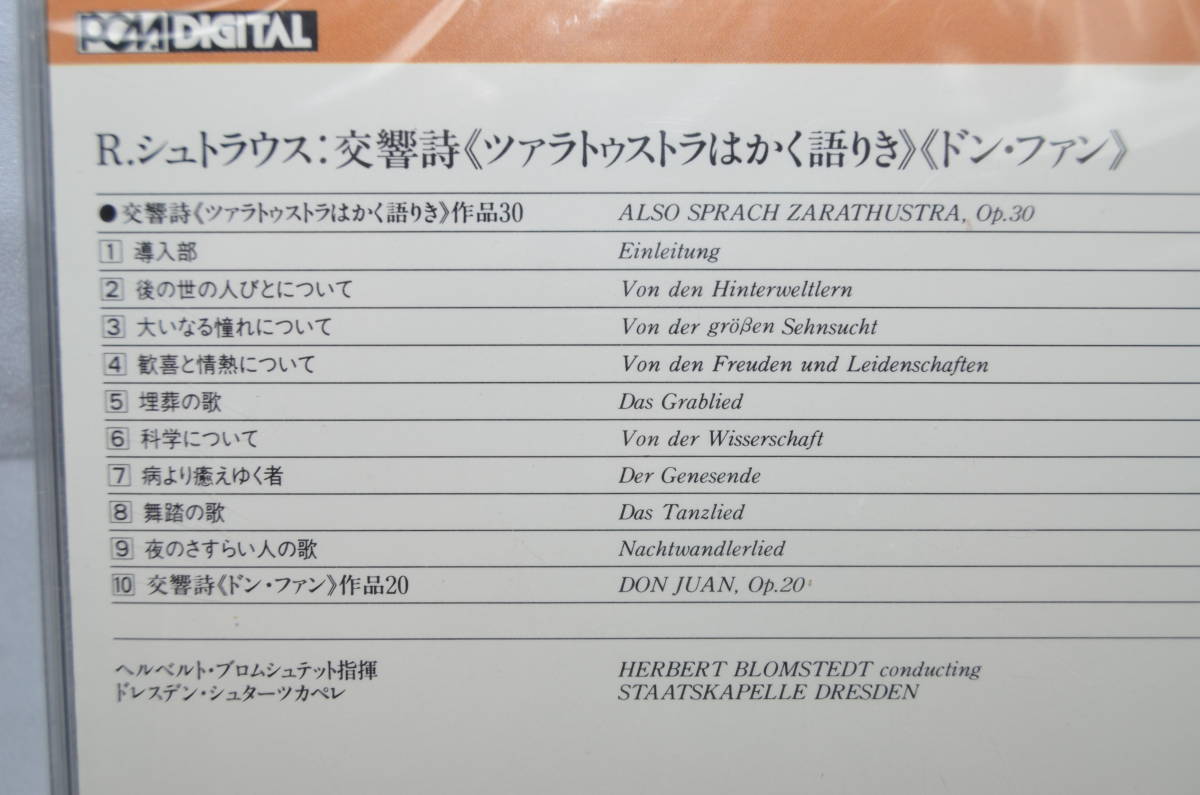 PCM DIGITAL
R.シュトラウス：交響詩《ツァラトゥストラはかく語りき》《ドン・ファン》
●交響詩《ツァラトゥストラはかく語りき》作品30 ALSO SPRACH ZARATHUSTRA, Op.30
1 導入部 Einleitung
2 後の世の人びとについて Von den Hinterweltlern
3 大いなる憧れについて Von der größen Sehnsucht
4 歓喜と情熱について Von den Freuden und Leidenschaften
5 埋葬の歌 Das Grablied
6 科学について Von der Wisserschaft
7 病より癒えゆく者 Der Genesende
8 舞踏の歌 Das Tanzlied
9 夜のさすらい人の歌 Nachtwandlerlied
10 交響詩《ドン・ファン》作品20 DON JUAN, Op.20
ヘルベルト・ブロムシュテット指揮 HERBERT BLOMSTEDT conducting
ドレスデン・シュターツカペレ STAATSKAPELLE DRESDEN